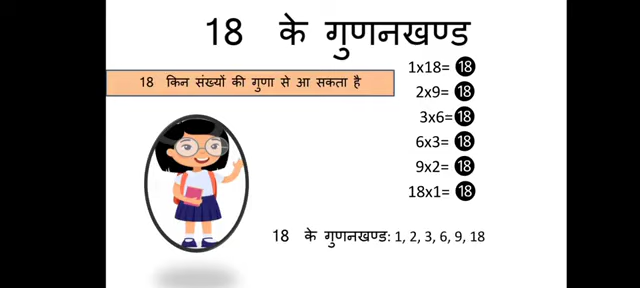 18 के गुणनखण्ड
18 किन संख्यों की गुणा से आ सकता है
1x18= 18
2x9= 18
3x6= 18
6x3= 18
9x2= 18
18x1= 18
18 के गुणनखण्ड: 1, 2, 3, 6, 9, 18